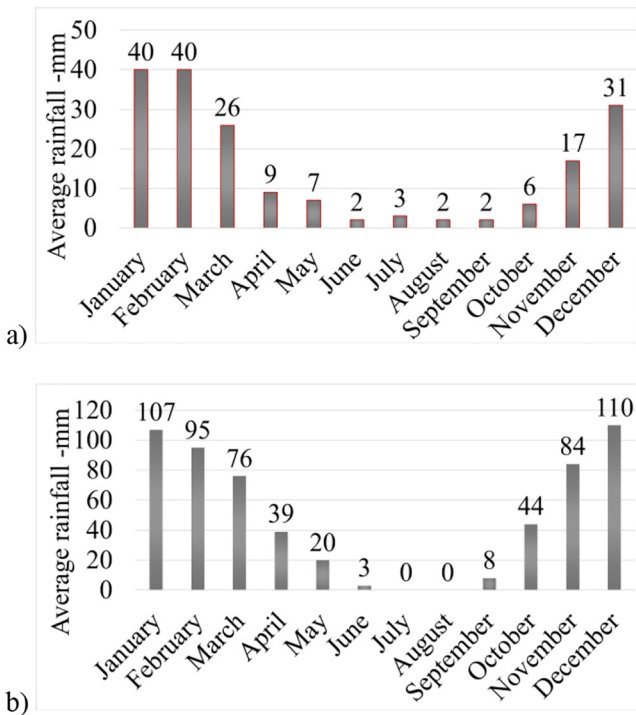 50
40
30
20
10
0
Average rainfall -mm
40
40
26
9
7
2
3
2
2
6
17
31
January
February
March
April
May
June
July
August
September
October
November
December
a)
120
100
80
60
40
20
0
Average rainfall -mm
107
95
76
39
20
3
0
0
8
44
84
110
January
February
March
April
May
June
July
August
September
October
November
December
b)